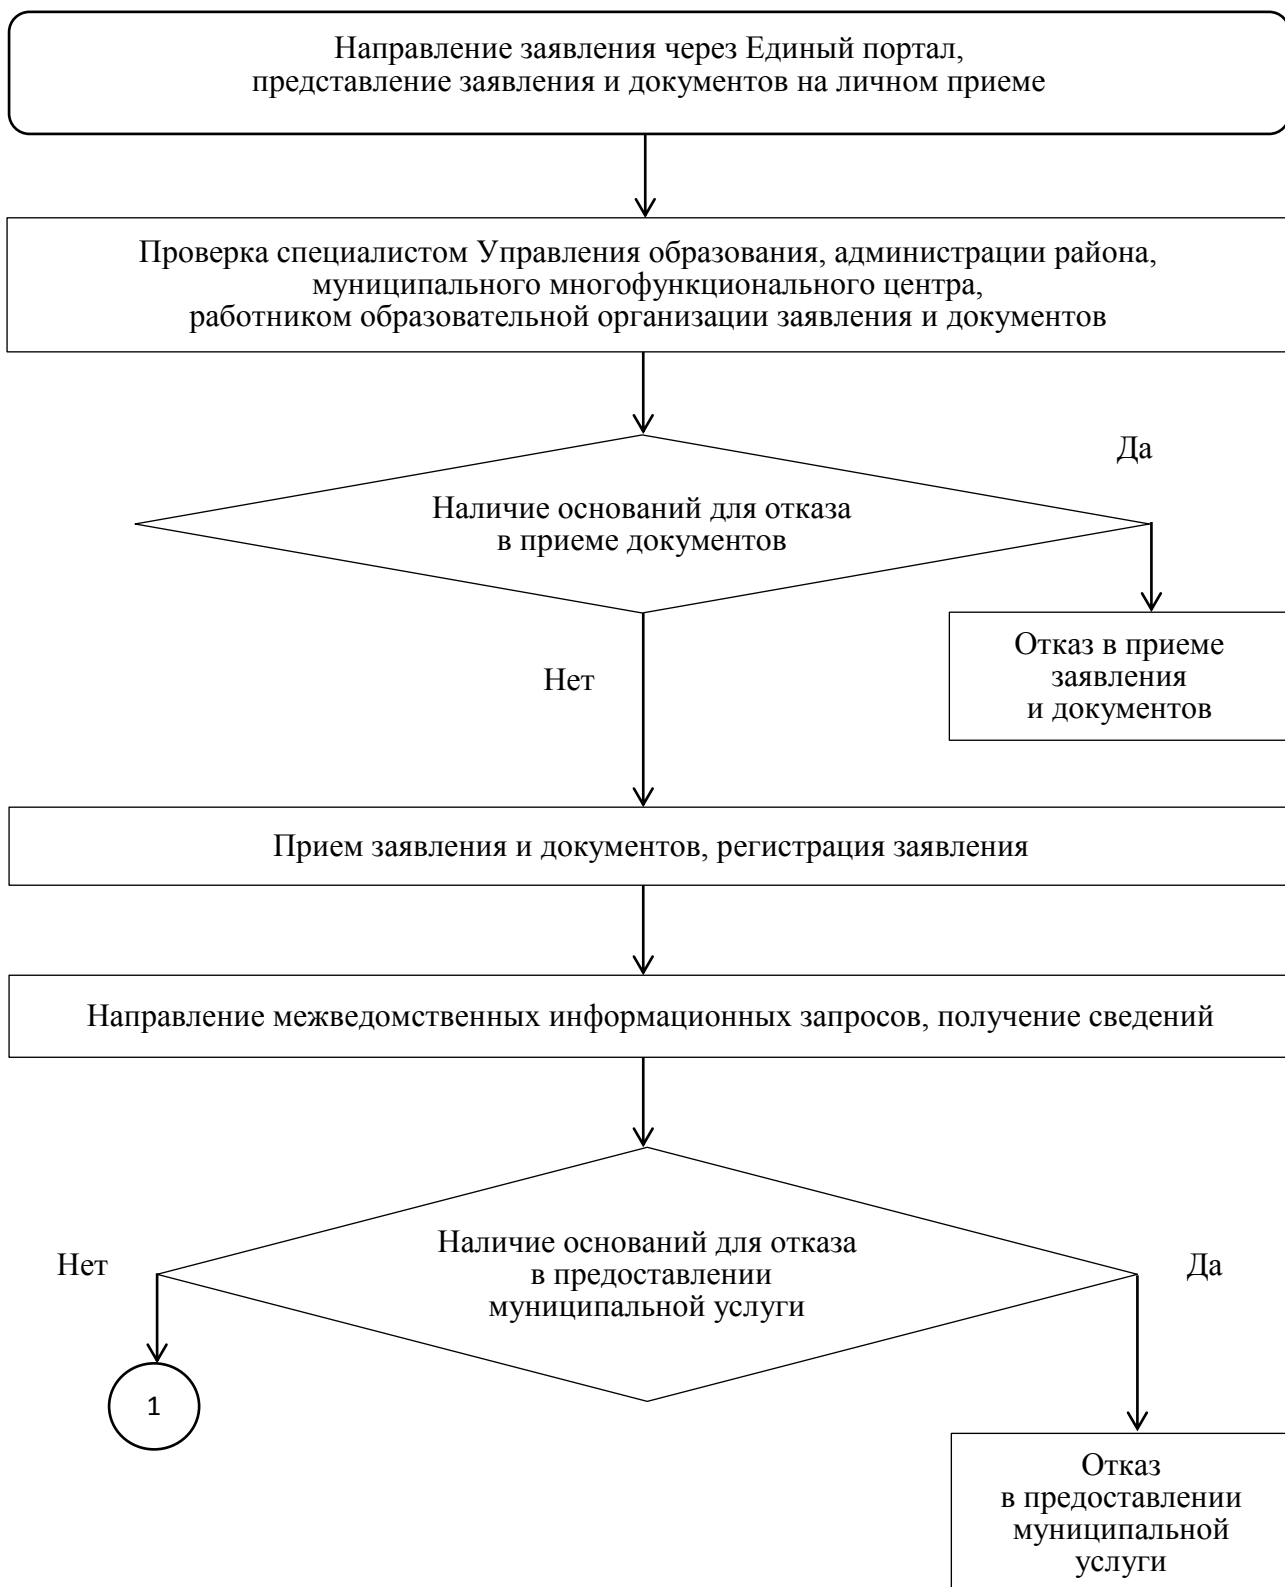 Направление заявления через Единый портал,
представление заявления и документов на личном приеме
Проверка специалистом Управления образования, администрации района,
муниципального многофункционального центра,
работником образовательной организации заявления и документов
Да
Наличие оснований для отказа
в приеме документов
Отказ в приеме
заявления
и документов
Нет
Прием заявления и документов, регистрация заявления
Направление межведомственных информационных запросов, получение сведений
Нет
Наличие оснований для отказа
в предоставлении
муниципальной услуги
Да
1
Отказ
в предоставлении
муниципальной
услуги